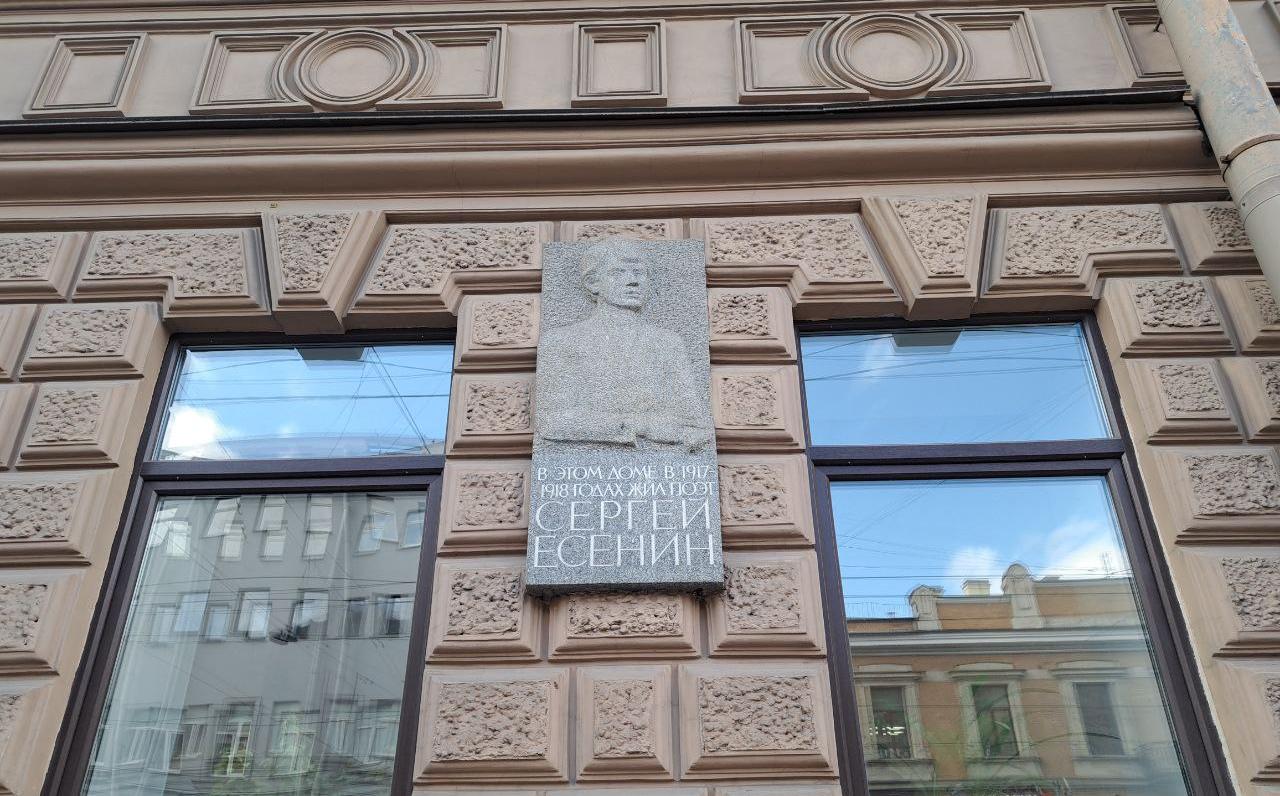 В ЭТОМ ДОМЕ В 1917-
1918 ГОДАХ ЖИЛ ПОЭТ
СЕРГЕЙ
ЕСЕНИН